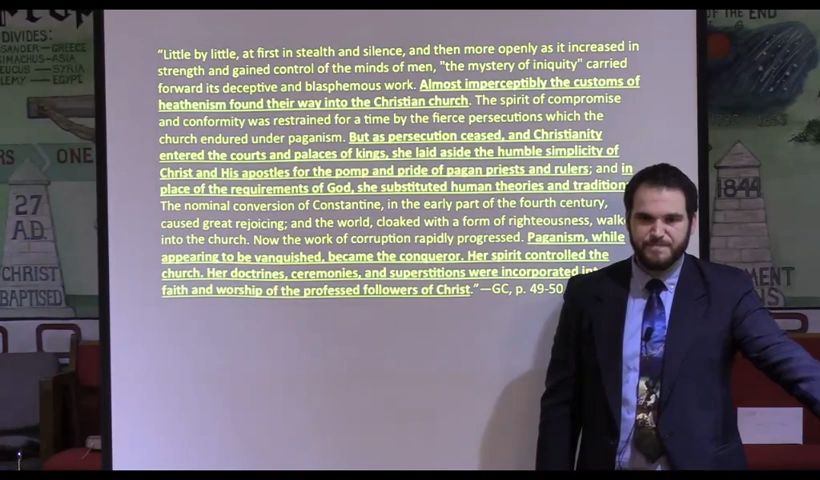 DIVIDES:
SANDER—GREECE
SIMACHUS-ASIA
EUCUS — SYRIA
LEMY — EGYPT
RS
ONE
27
A.D.
CHRIST
BAPTISED
“Little by little, at first in stealth and silence, and then more openly as it increased in
strength and gained control of the minds of men, "the mystery of iniquity" carried
forward its deceptive and blasphemous work. Almost imperceptibly the customs of
heathenism found their way into the Christian church. The spirit of compromise
and conformity was restrained for a time by the fierce persecutions which the
church endured under paganism. But as persecution ceased, and Christianity
entered the courts and palaces of kings, she laid aside the humble simplicity of
Christ and His apostles for the pomp and pride of pagan priests and rulers; and in
place of the requirements of God, she substituted human theories and tradition
The nominal conversion of Constantine, in the early part of the fourth century,
caused great rejoicing; and the world, cloaked with a form of righteousness, walk
into the church. Now the work of corruption rapidly progressed. Paganism, while
appearing to be vanquished, became the conqueror. Her spirit controlled the
church. Her doctrines, ceremonies, and superstitions were incorporated int
faith and worship of the professed followers of Christ.”—GC, p. 49-50
OF THE END
1844
MENT
NS